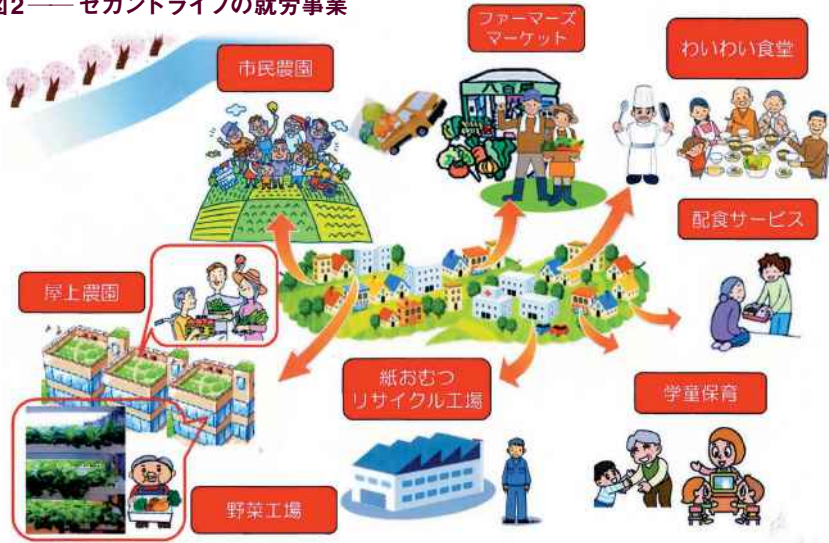 図2——セカンドライフの就労事業
市民農園
ファーマーズ
マーケット
わいわい食堂
配食サービス
屋上農園
紙おむつ
リサイクル工場
学童保育
野菜工場
八百屋